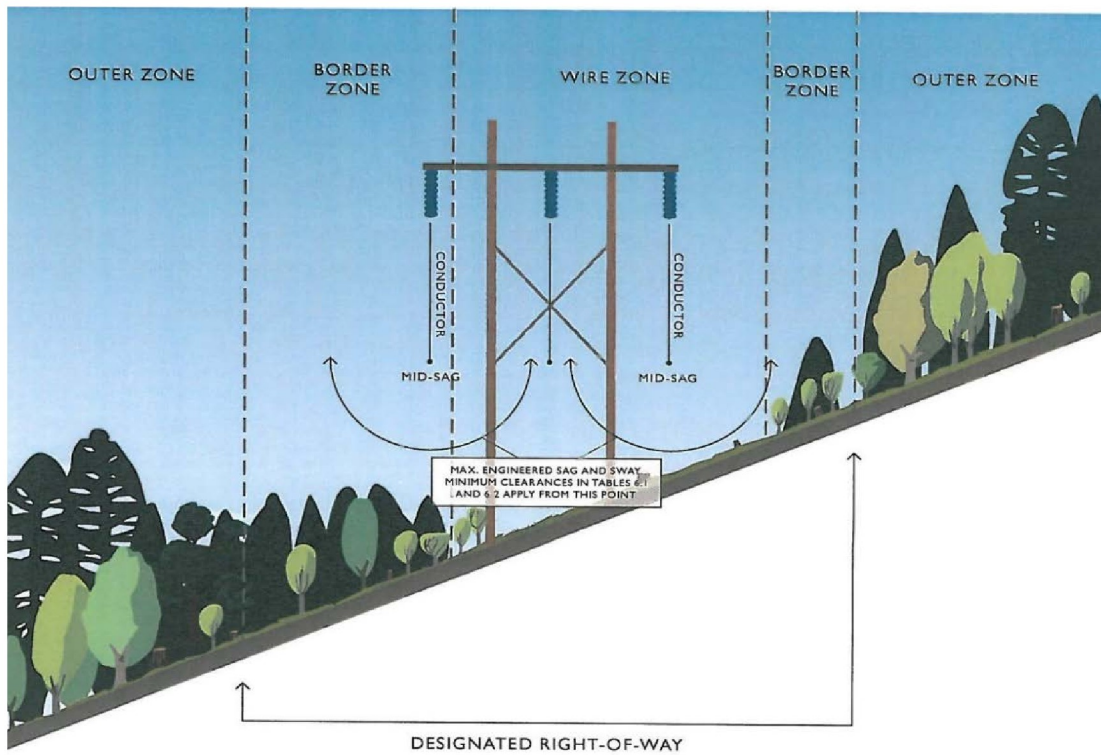 OUTER ZONE
BORDER
ZONE
WIRE ZONE
BORDER
ZONE
OUTER ZONE
CONDUCTOR
CONDUCTOR
MID-SAG
MID-SAG
MAX. ENGINEERED SAG AND SWAY
MINIMUM CLEARANCES IN TABLES 6.1
AND 6.2 APPLY FROM THIS POINT
DESIGNATED RIGHT-OF-WAY